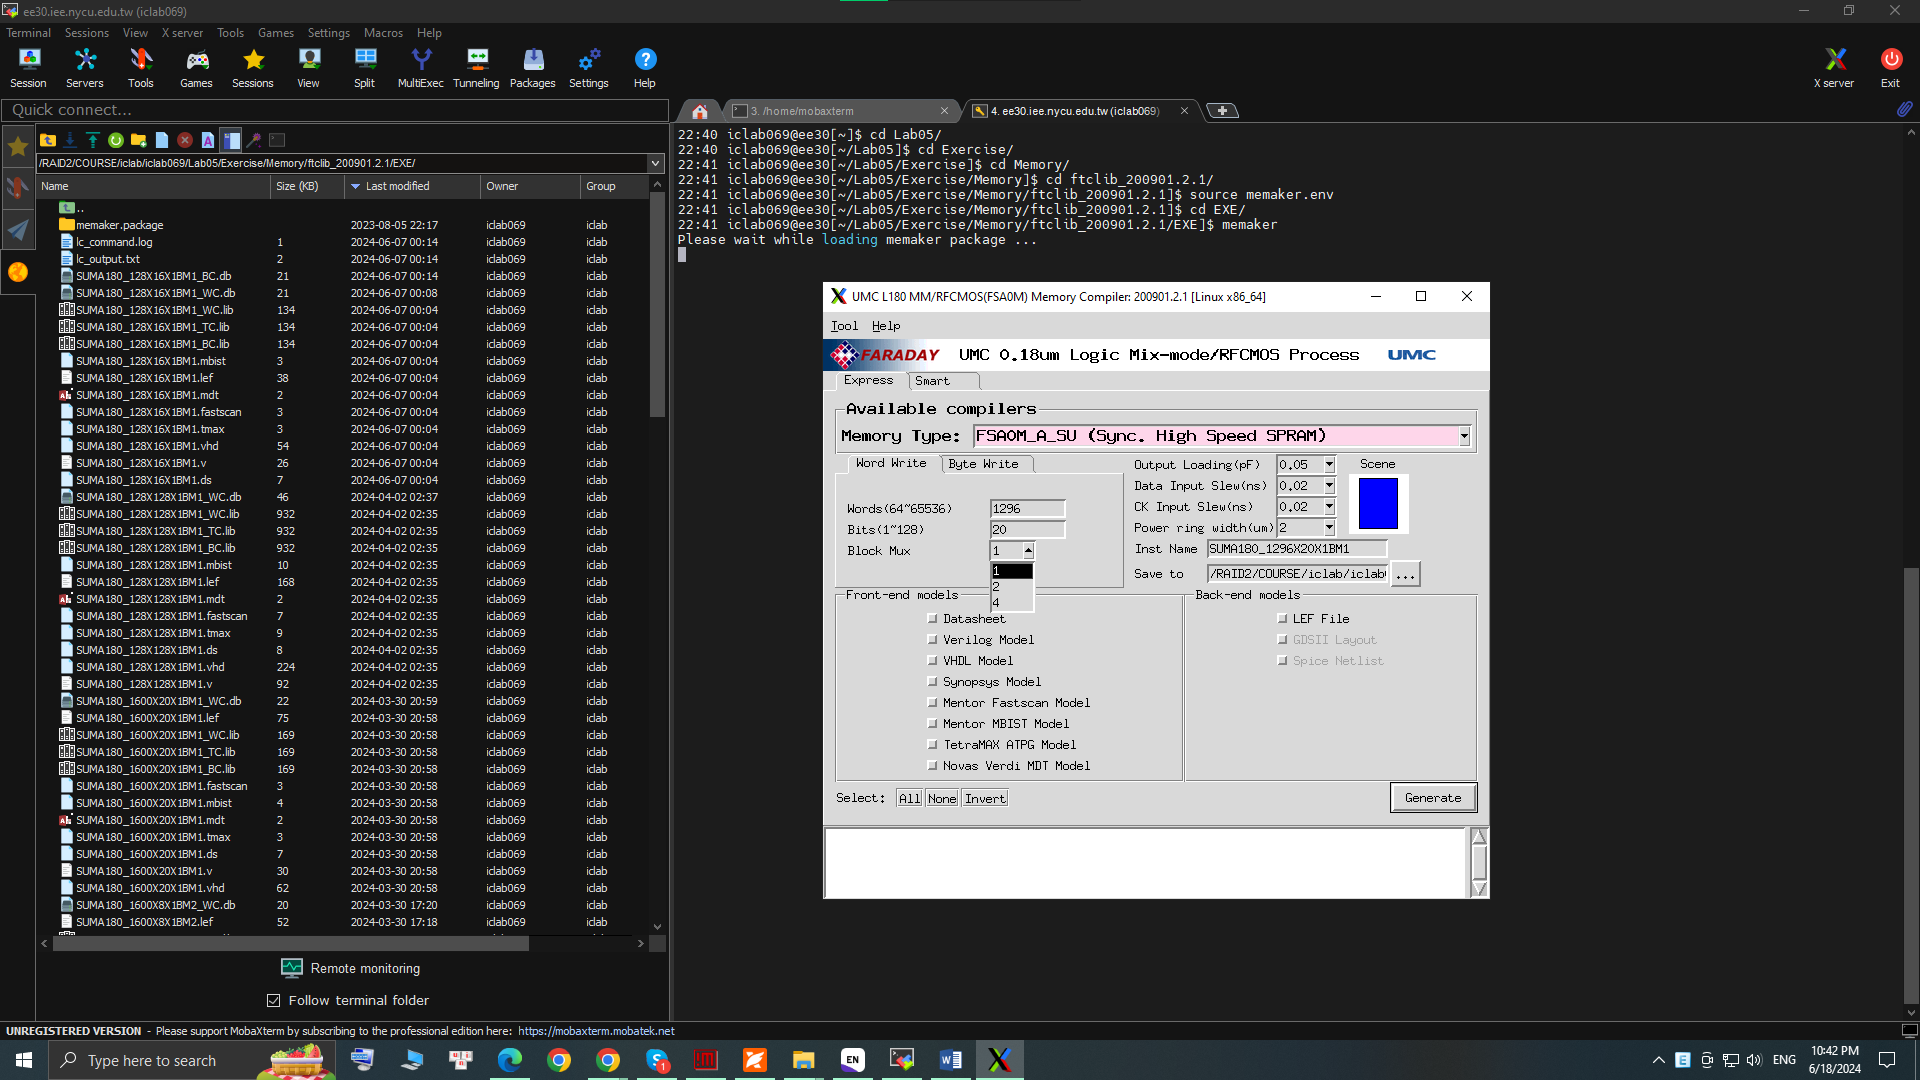 ee30.iee.nycu.edu.tw (iclab069)
Terminal Sessions View X server Tools Games Settings Macros Help
Session Servers Tools Games Sessions View Split MultiExec Tunneling Packages Settings Help X server Exit
Quick connect...
3. /home/mobaxterm
4. ee30.iee.nycu.edu.tw (iclab069)
/RAID2/COURSE/iclab/iclab069/Lab05/Exercise/Memory/ftclib_200901.2.1/EXE/
Name Size (KB) Last modified Owner Group
..
memaker.package 2023-08-05 22:17 iclab069 iclab
lc_command.log 1 2024-06-07 00:14 iclab069 iclab
lc_output.txt 2 2024-06-07 00:14 iclab069 iclab
SUMA180_128X16X1BM1_BC.db 21 2024-06-07 00:14 iclab069 iclab
SUMA180_128X16X1BM1_WC.db 21 2024-06-07 00:08 iclab069 iclab
SUMA180_128X16X1BM1_WC.lib 134 2024-06-07 00:04 iclab069 iclab
SUMA180_128X16X1BM1_TC.lib 134 2024-06-07 00:04 iclab069 iclab
SUMA180_128X16X1BM1_BC.lib 134 2024-06-07 00:04 iclab069 iclab
SUMA180_128X16X1BM1.mbist 3 2024-06-07 00:04 iclab069 iclab
SUMA180_128X16X1BM1.lef 38 2024-06-07 00:04 iclab069 iclab
SUMA180_128X16X1BM1.mdt 2 2024-06-07 00:04 iclab069 iclab
SUMA180_128X16X1BM1.fastscan 3 2024-06-07 00:04 iclab069 iclab
SUMA180_128X16X1BM1.tmax 3 2024-06-07 00:04 iclab069 iclab
SUMA180_128X16X1BM1.vhd 54 2024-06-07 00:04 iclab069 iclab
SUMA180_128X16X1BM1.v 26 2024-06-07 00:04 iclab069 iclab
SUMA180_128X16X1BM1.ds 7 2024-06-07 00:04 iclab069 iclab
SUMA180_128X128X1BM1_WC.db 46 2024-04-02 02:37 iclab069 iclab
SUMA180_128X128X1BM1_WC.lib 932 2024-04-02 02:35 iclab069 iclab
SUMA180_128X128X1BM1_TC.lib 932 2024-04-02 02:35 iclab069 iclab
SUMA180_128X128X1BM1_BC.lib 932 2024-04-02 02:35 iclab069 iclab
SUMA180_128X128X1BM1.mbist 10 2024-04-02 02:35 iclab069 iclab
SUMA180_128X128X1BM1.lef 168 2024-04-02 02:35 iclab069 iclab
SUMA180_128X128X1BM1.mdt 2 2024-04-02 02:35 iclab069 iclab
SUMA180_128X128X1BM1.fastscan 7 2024-04-02 02:35 iclab069 iclab
SUMA180_128X128X1BM1.tmax 9 2024-04-02 02:35 iclab069 iclab
SUMA180_128X128X1BM1.ds 8 2024-04-02 02:35 iclab069 iclab
SUMA180_128X128X1BM1.vhd 224 2024-04-02 02:35 iclab069 iclab
SUMA180_128X128X1BM1.v 92 2024-04-02 02:35 iclab069 iclab
SUMA180_1600X20X1BM1_WC.db 22 2024-03-30 20:59 iclab069 iclab
SUMA180_1600X20X1BM1.lef 75 2024-03-30 20:58 iclab069 iclab
SUMA180_1600X20X1BM1_WC.lib 169 2024-03-30 20:58 iclab069 iclab
SUMA180_1600X20X1BM1_TC.lib 169 2024-03-30 20:58 iclab069 iclab
SUMA180_1600X20X1BM1_BC.lib 169 2024-03-30 20:58 iclab069 iclab
SUMA180_1600X20X1BM1.fastscan 3 2024-03-30 20:58 iclab069 iclab
SUMA180_1600X20X1BM1.mbist 4 2024-03-30 20:58 iclab069 iclab
SUMA180_1600X20X1BM1.mdt 2 2024-03-30 20:58 iclab069 iclab
SUMA180_1600X20X1BM1.tmax 3 2024-03-30 20:58 iclab069 iclab
SUMA180_1600X20X1BM1.ds 7 2024-03-30 20:58 iclab069 iclab
SUMA180_1600X20X1BM1.v 30 2024-03-30 20:58 iclab069 iclab
SUMA180_1600X20X1BM1.vhd 62 2024-03-30 20:58 iclab069 iclab
SUMA180_1600X8X1BM2_WC.db 20 2024-03-30 17:20 iclab069 iclab
SUMA180_1600X8X1BM2.lef 52 2024-03-30 17:18 iclab069 iclab
Remote monitoring
Follow terminal folder
22:40 iclab069@ee30[~]$ cd Lab05/
22:40 iclab069@ee30[~/Lab05]$ cd Exercise/
22:41 iclab069@ee30[~/Lab05/Exercise]$ cd Memory/
22:41 iclab069@ee30[~/Lab05/Exercise/Memory]$ cd ftclib_200901.2.1/
22:41 iclab069@ee30[~/Lab05/Exercise/Memory/ftclib_200901.2.1]$ source memaker.env
22:41 iclab069@ee30[~/Lab05/Exercise/Memory/ftclib_200901.2.1]$ cd EXE/
22:41 iclab069@ee30[~/Lab05/Exercise/Memory/ftclib_200901.2.1/EXE]$ memaker
Please wait while loading memaker package ...
UMC L180 MM/RFCMOS(FSA0M) Memory Compiler: 200901.2.1 [Linux x86_64]
Tool Help
FARADAY UMC 0.18um Logic Mix-mode/RFCMOS Process UMC
Express Smart
Available compilers
Memory Type: FSA0M_A_SU (Sync. High Speed SPRAM)
Word Write Byte Write
Words(64~65536) 1296
Bits(1~128) 20
Block Mux 1
1
2
4
Output Loading(pF) 0.05 Scene
Data Input Slew(ns) 0.02
CK Input Slew(ns) 0.02
Power ring width(um) 2
Inst Name SUMA180_1296X20X1BM1
Save to /RAID2/COURSE/iclab/iclab ...
Front-end models
Datasheet
Verilog Model
VHDL Model
Synopsys Model
Mentor Fastscan Model
Mentor MBIST Model
TetraMAX ATPG Model
Novas Verdi MDT Model
Back-end models
LEF File
GDSII Layout
Spice Netlist
Select: All None Invert Generate
UNREGISTERED VERSION - Please support MobaXterm by subscribing to the professional edition here: https://mobaxterm.mobatek.net
Type here to search
1
EN
ENG
10:42 PM
6/18/2024